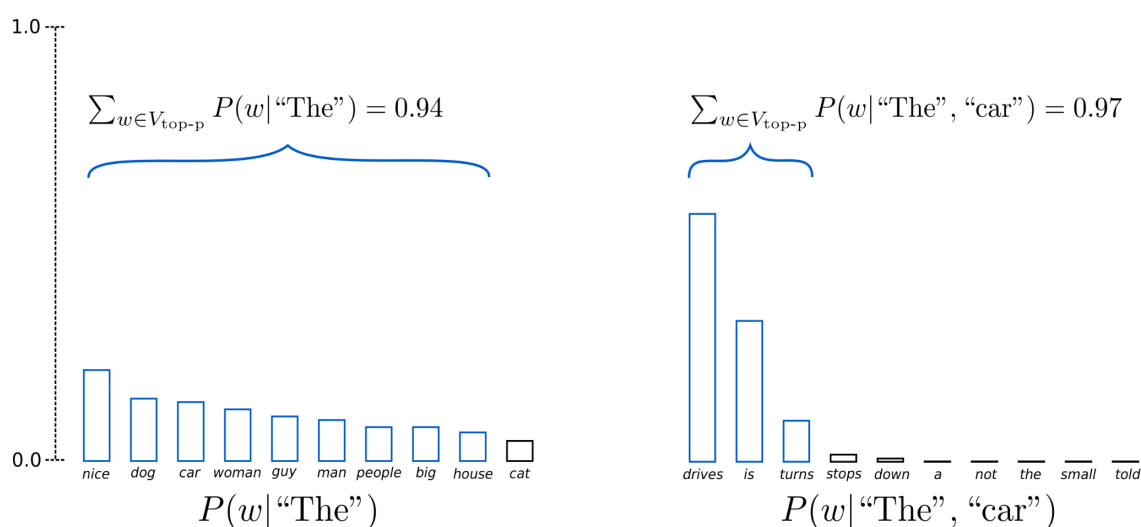 1.0
∑w∈Vtop-p P(w|“The”) = 0.94
∑w∈Vtop-p P(w|“The”, “car”) = 0.97
0.0
nice dog car woman guy man people big house cat
drives is turns stops down a not the small told
P(w|“The”)
P(w|“The”, “car”)